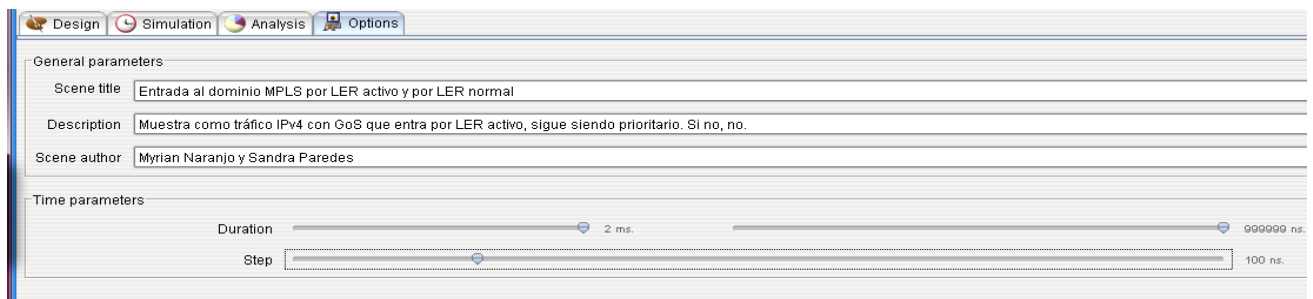 Design Simulation Analysis Options
General parameters
Scene title Entrada al dominio MPLS por LER activo y por LER normal
Description Muestra como tráfico IPv4 con GoS que entra por LER activo, sigue siendo prioritario. Si no, no.
Scene author Myrian Naranjo y Sandra Paredes
Time parameters
Duration 2 ms. 999999 ns.
Step 100 ns.